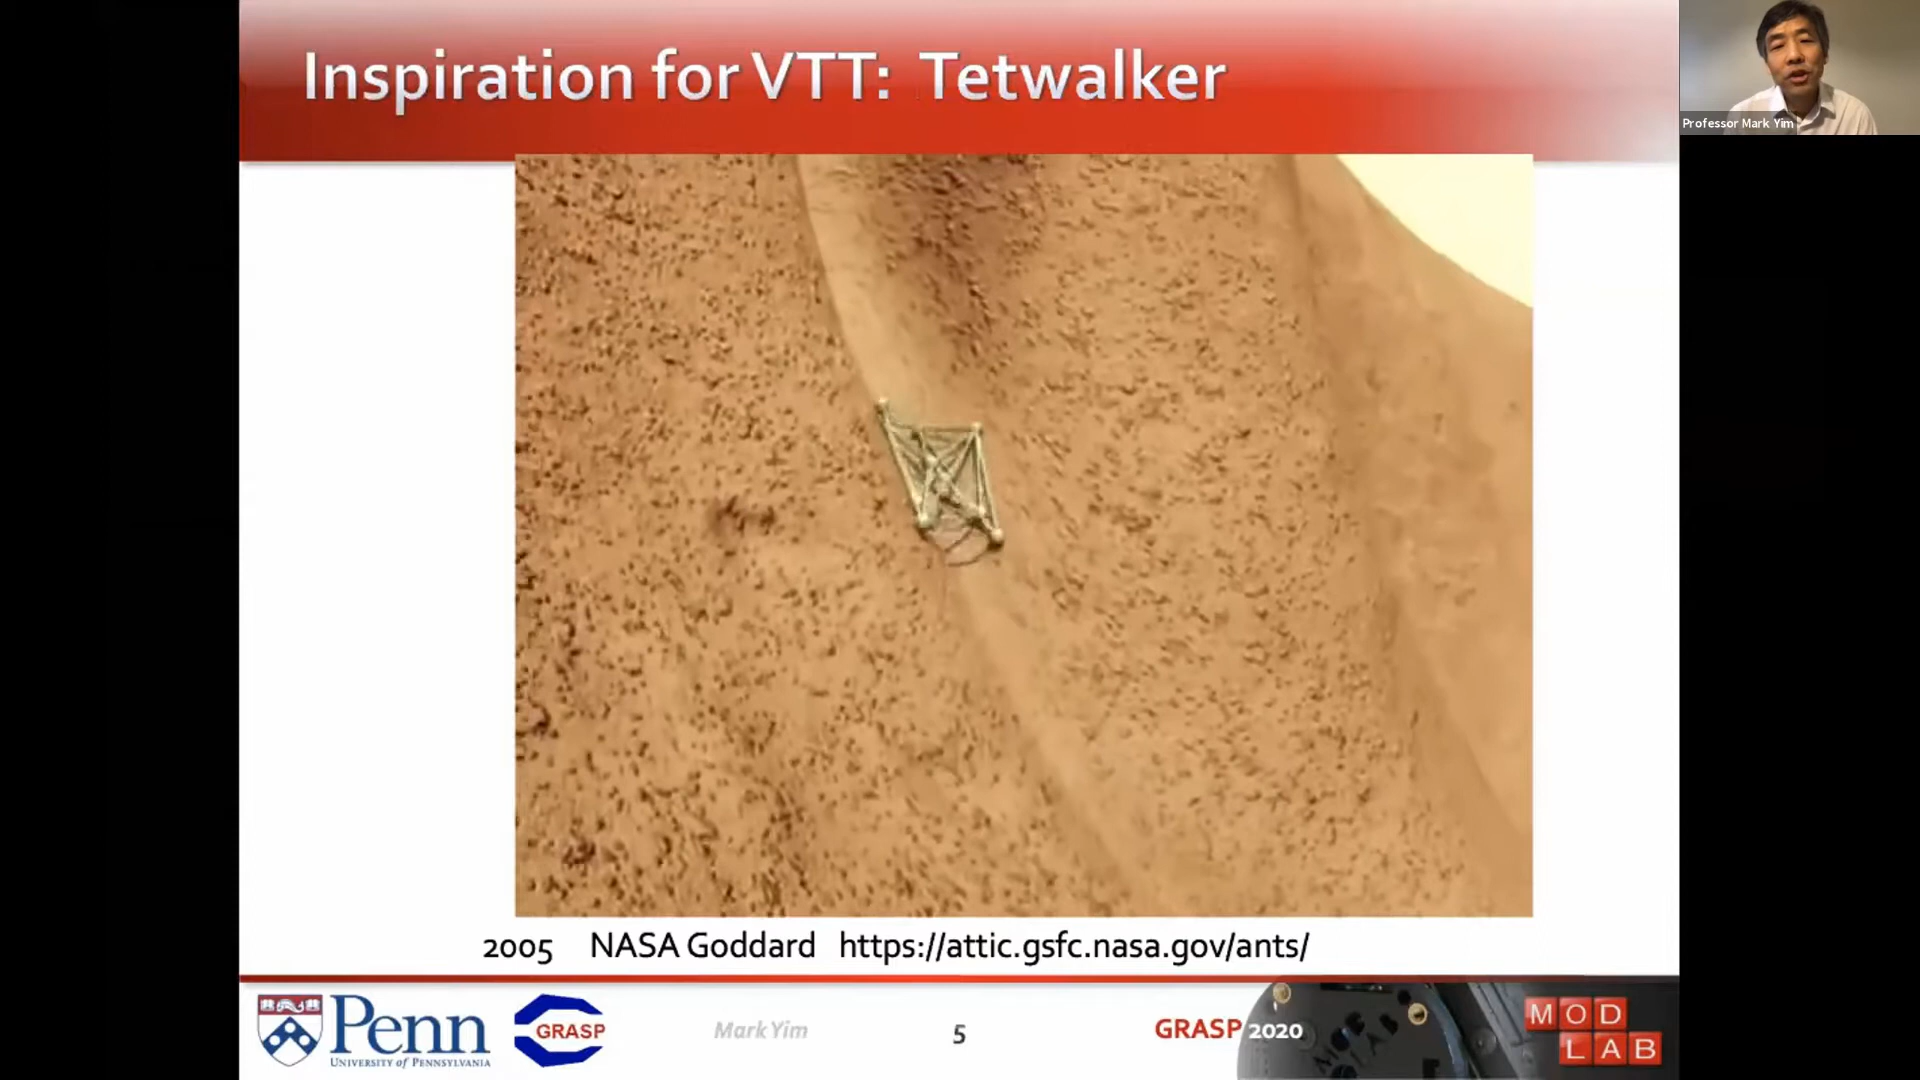 Inspiration for VTT: Tetwalker
Professor Mark Yim
2005 NASA Goddard https://attic.gsfc.nasa.gov/ants/
Penn
UNIVERSITY of PENNSYLVANIA
GRASP
Mark Yim
5
GRASP 2020
MOD
LAB